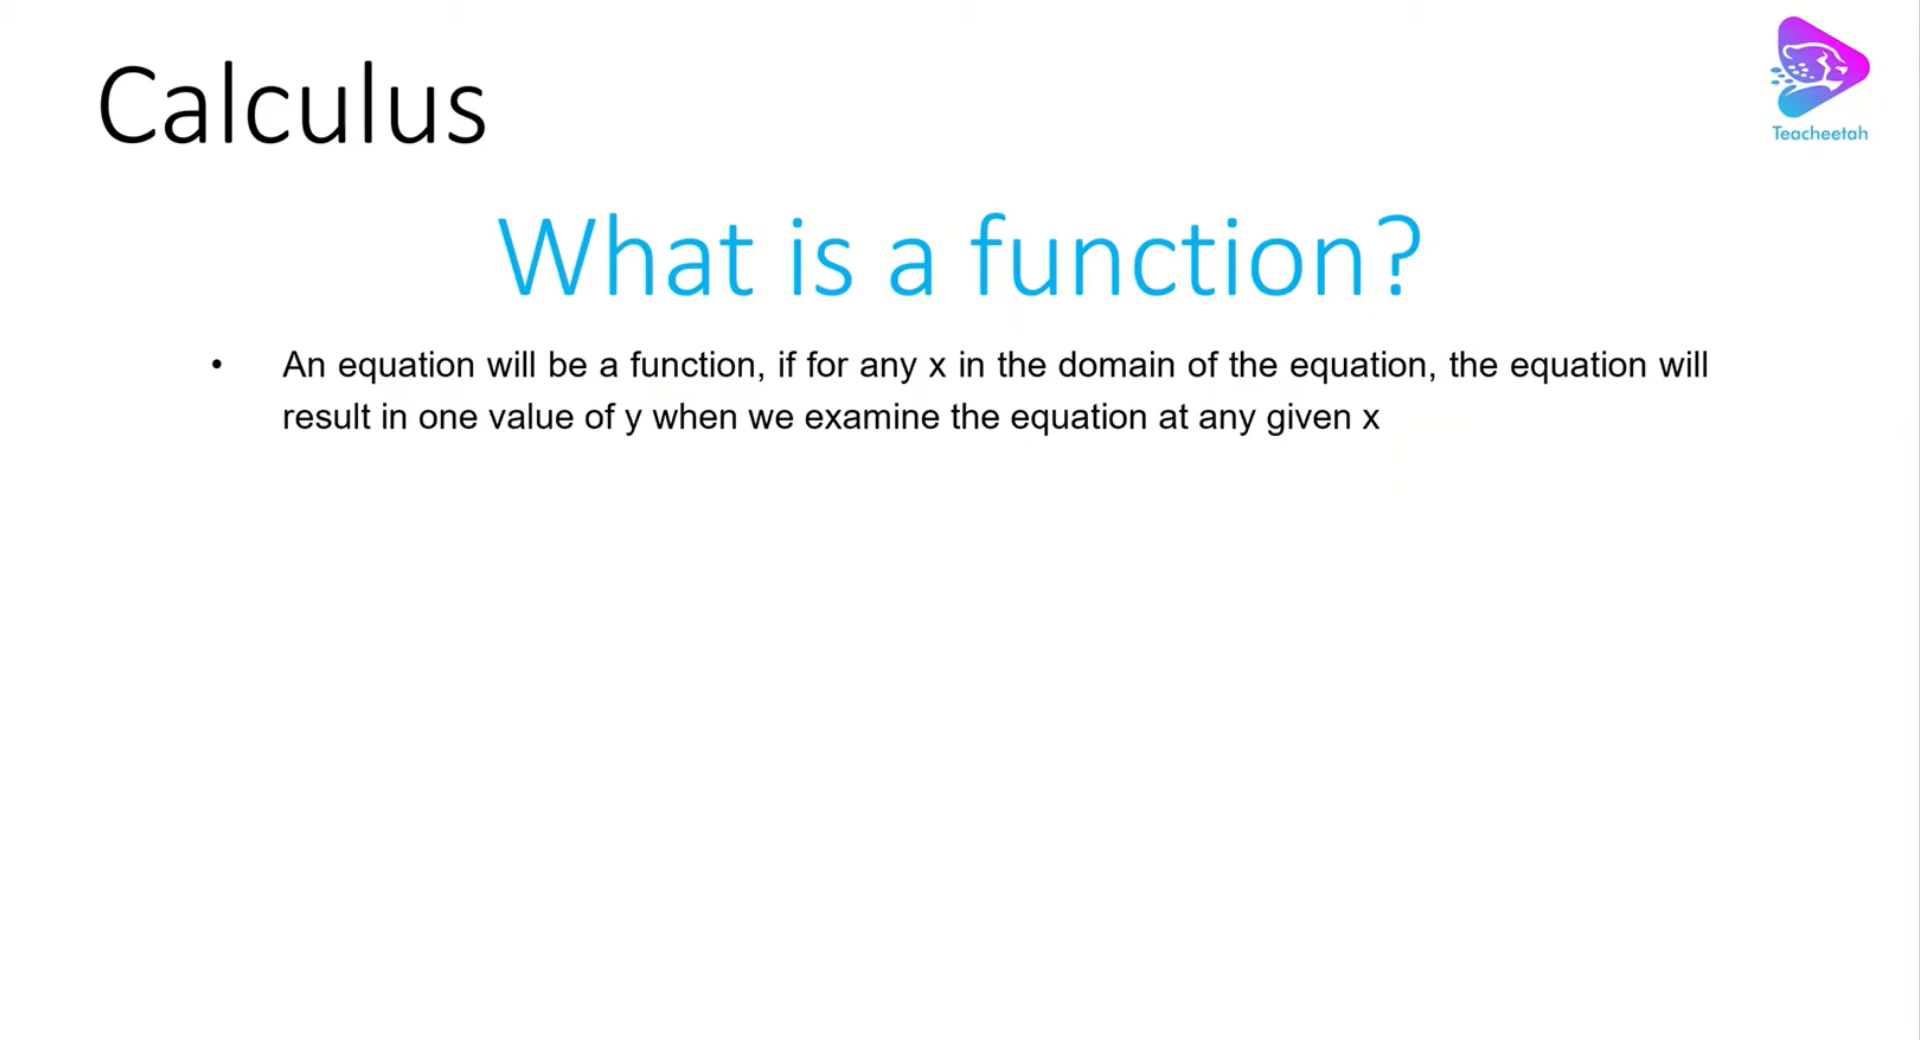 Calculus
Teacheetah
What is a function?
• An equation will be a function, if for any x in the domain of the equation, the equation will
result in one value of y when we examine the equation at any given x